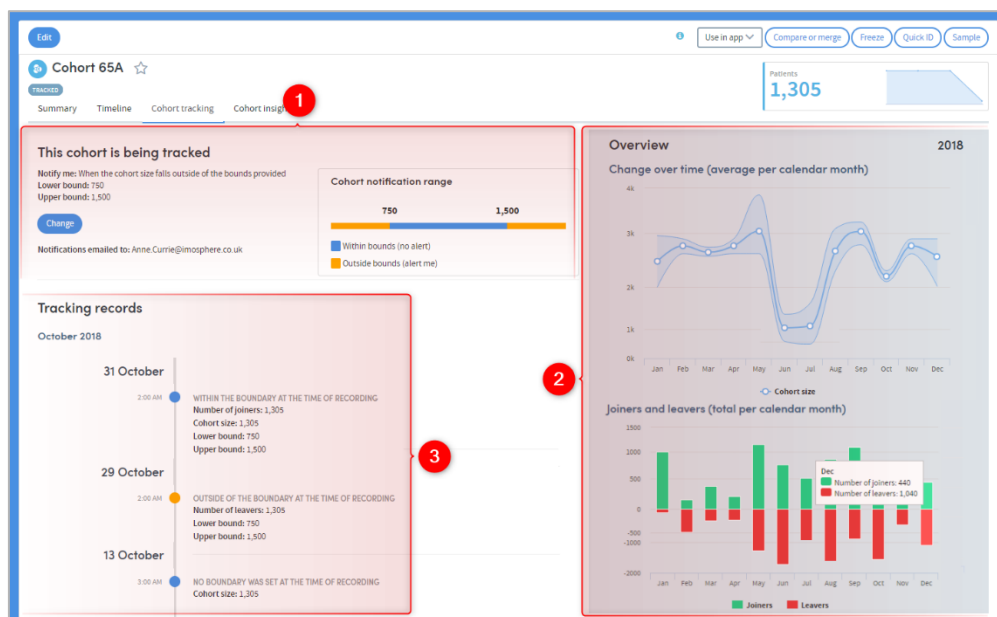 Edit
Use in app
Compare or merge
Freeze
Quick ID
Sample
Cohort 65A
TRACKED
Patients
1,305
Summary
Timeline
Cohort tracking
1
This cohort is being tracked
Notify me: When the cohort size falls outside of the bounds provided
Lower bound: 750
Upper bound: 1,500
Change
Notifications emailed to: Anne.Currie@imosphere.co.uk
Cohort notification range
750 1,500
Within bounds (no alert)
Outside bounds (alert me)
Tracking records
October 2018
31 October
2:00 AM
WITHIN THE BOUNDARY AT THE TIME OF RECORDING
Number of joiners: 1,305
Cohort size: 1,305
Lower bound: 750
Upper bound: 1,500
29 October
2:00 AM
OUTSIDE OF THE BOUNDARY AT THE TIME OF RECORDING
Number of leavers: 1,305
Lower bound: 750
Upper bound: 1,500
13 October
3:00 AM
NO BOUNDARY WAS SET AT THE TIME OF RECORDING
Cohort size: 1,305
3
2
Overview 2018
Change over time (average per calendar month)
4k
3k
2k
1k
0k
Jan Feb Mar Apr May Jun Jul Aug Sep Oct Nov Dec
Cohort size
Joiners and leavers (total per calendar month)
1500
1000
500
0
-500
-1000
-2000
Dec
Number of joiners: 440
Number of leavers: 1,040
Jan Feb Mar Apr May Jun Jul Aug Sep Oct Nov Dec
Joiners Leavers